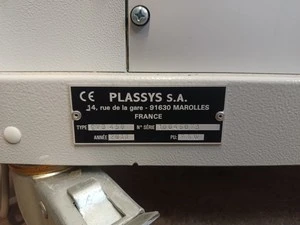 CE PLASSYS S.A.
14, rue de la gare - 91630 MAROLLES
FRANCE
TYPE N° SÉRIE
ANNÉE PU